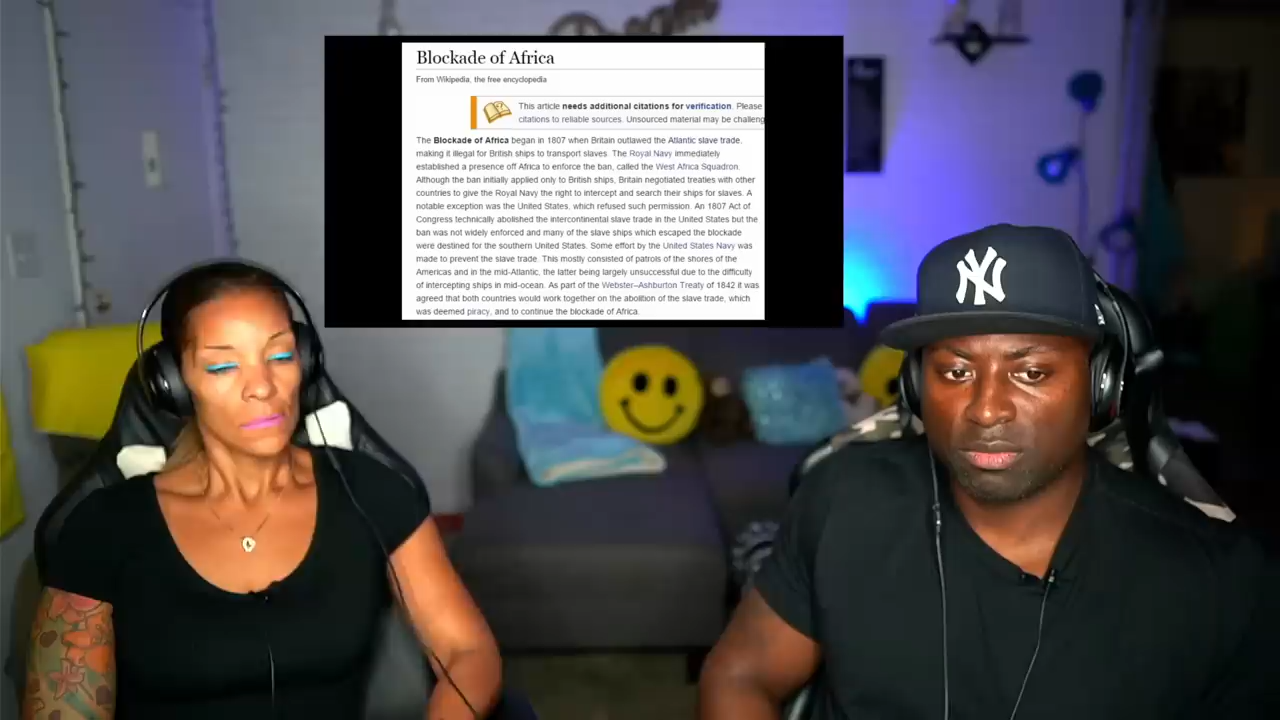 Blockade of Africa
From Wikipedia, the free encyclopedia
This article needs additional citations for verification. Please
citations to reliable sources. Unsourced material may be challeng
The Blockade of Africa began in 1807 when Britain outlawed the Atlantic slave trade,
making it illegal for British ships to transport slaves. The Royal Navy immediately
established a presence off Africa to enforce the ban, called the West Africa Squadron.
Although the ban initially applied only to British ships, Britain negotiated treaties with other
countries to give the Royal Navy the right to intercept and search their ships for slaves. A
notable exception was the United States, which refused such permission. An 1807 Act of
Congress technically abolished the intercontinental slave trade in the United States but the
ban was not widely enforced and many of the slave ships which escaped the blockade
were destined for the southern United States. Some effort by the United States Navy was
made to prevent the slave trade. This mostly consisted of patrols of the shores of the
Americas and in the mid-Atlantic, the latter being largely unsuccessful due to the difficulty
of intercepting ships in mid-ocean. As part of the Webster–Ashburton Treaty of 1842 it was
agreed that both countries would work together on the abolition of the slave trade, which
was deemed piracy, and to continue the blockade of Africa.
NY